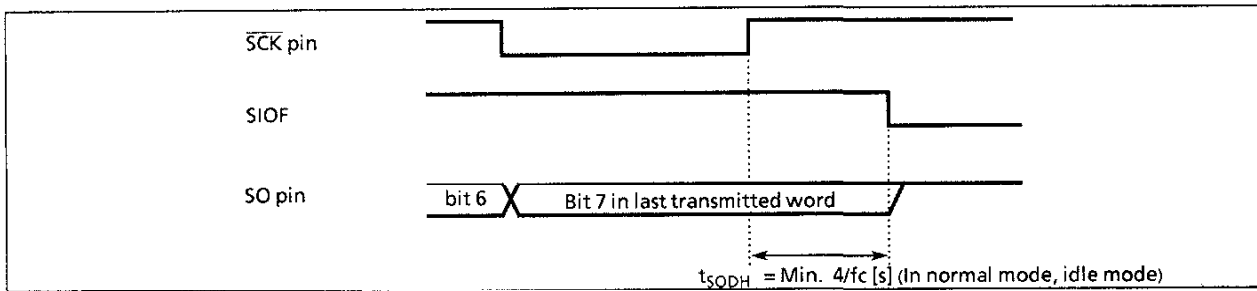 S̅C̅K̅ pin
SIOF
SO pin
bit 6
Bit 7 in last transmitted word
tSODH = Min. 4/fc [s] (In normal mode, idle mode)